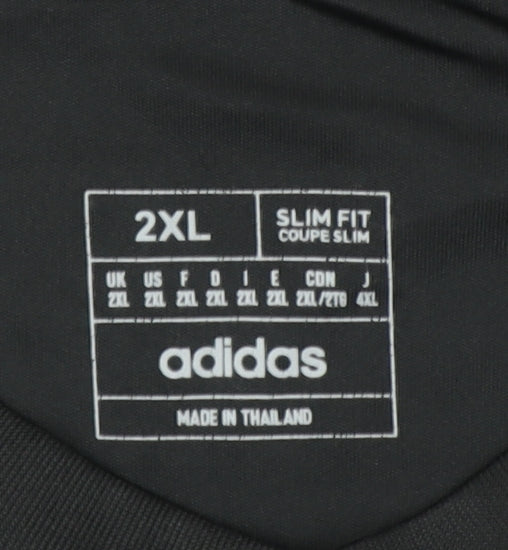 2XL
SLIM FIT
COUPE SLIM
UK US F D I E CDN J
2XL 2XL 2XL 2XL 2XL 2XL 2XL/2TG 4XL
adidas
MADE IN THAILAND